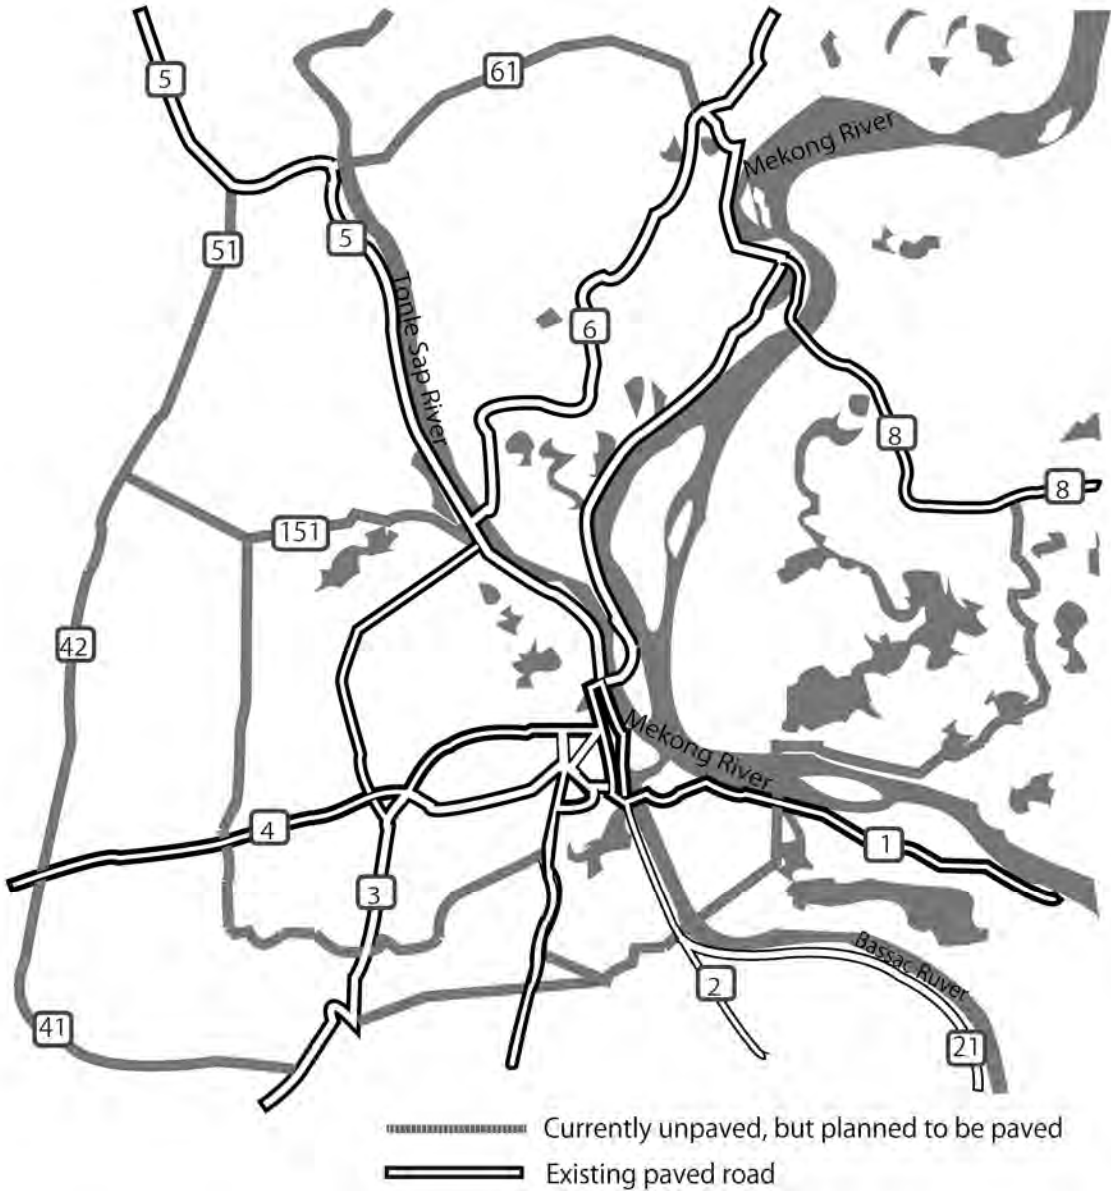 5
61
Mekong River
51
5
Tonle Sap River
6
8
8
151
42
Mekong River
4
1
3
Bassac Ruver
2
41
21
Currently unpaved, but planned to be paved
Existing paved road